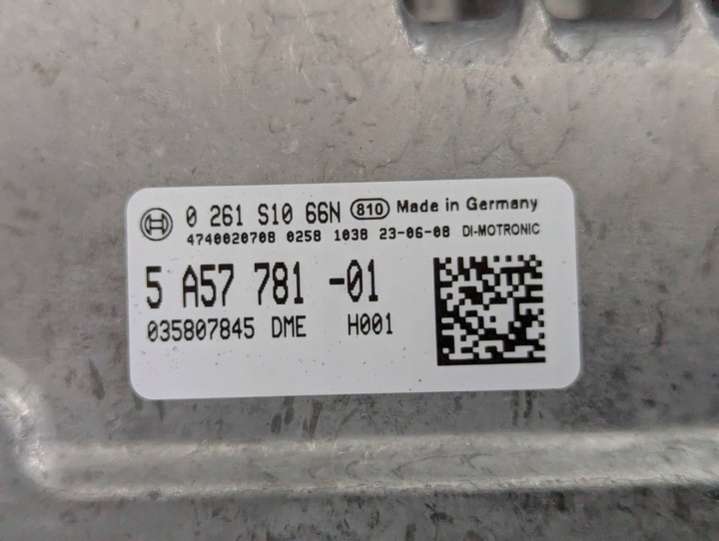 0 261 S10 66N 810 Made in Germany
4740020708 0258 1038 23-06-08 DI-MOTRONIC
5 A57 781 -01
035807845 DME H001